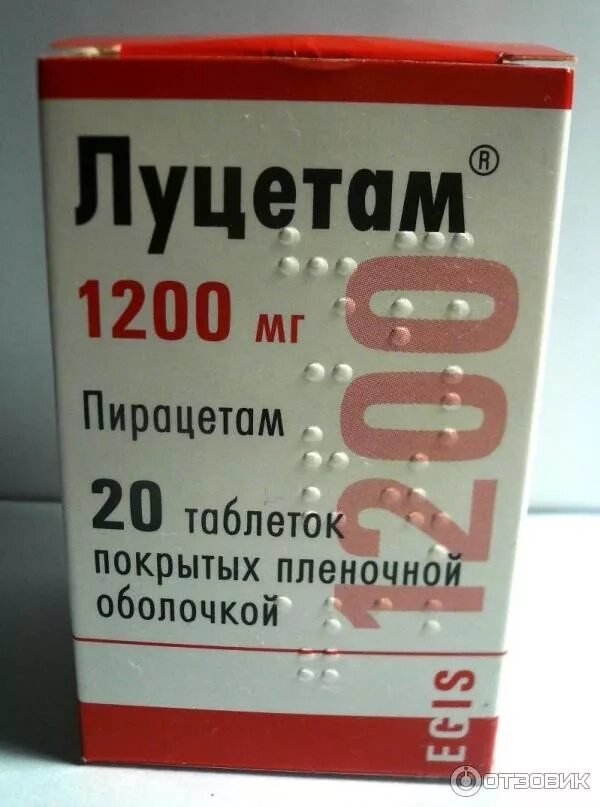 Луцетам®
1200 мг
Пирацетам
20 таблеток
покрытых пленочной
оболочкой
1200
EGIS
ОТЗОВИК